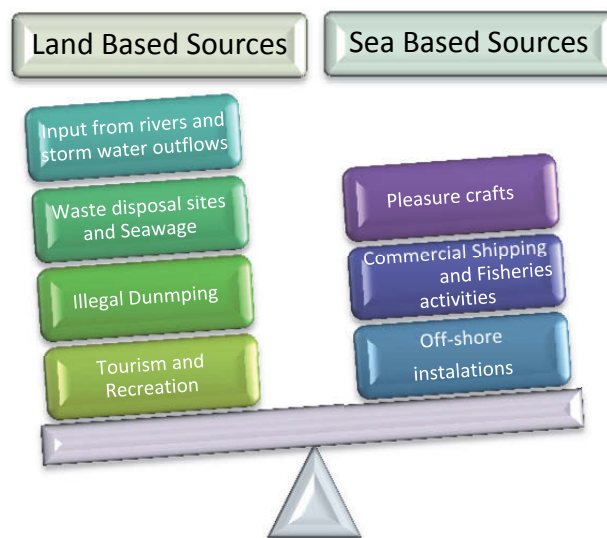 Land Based Sources
Sea Based Sources
Input from rivers and
storm water outflows
Waste disposal sites
and Seawage
Illegal Dunmping
Tourism and
Recreation
Pleasure crafts
Commercial Shipping
and Fisheries
activities
Off-shore
instalations